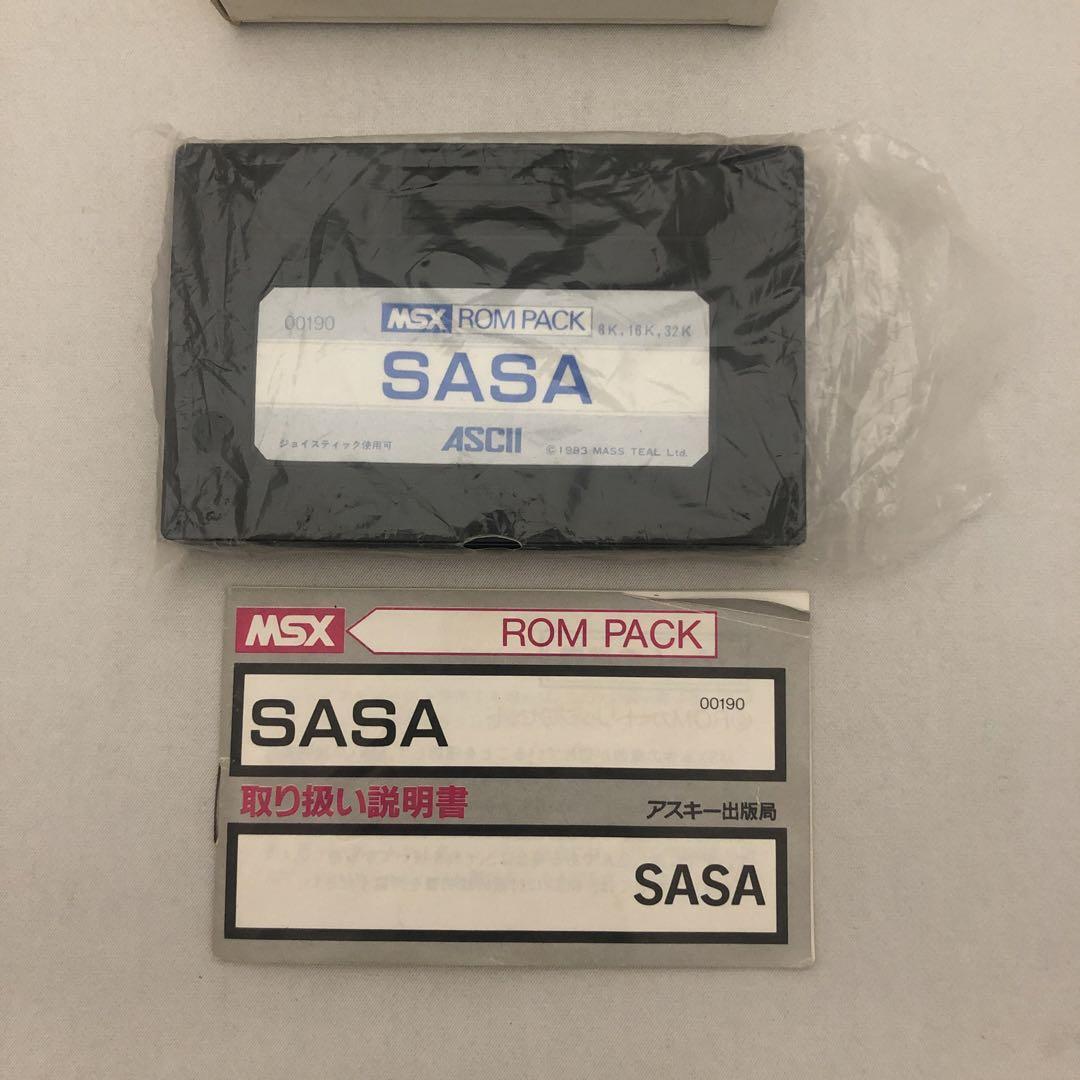 00190 MSX ROM PACK 8K, 16K, 32K
SASA
ジョイスティック使用可 ASCII ©1983 MASS TEAL Ltd.
MSX ROM PACK
SASA 00190
取り扱い説明書 アスキー出版局
SASA